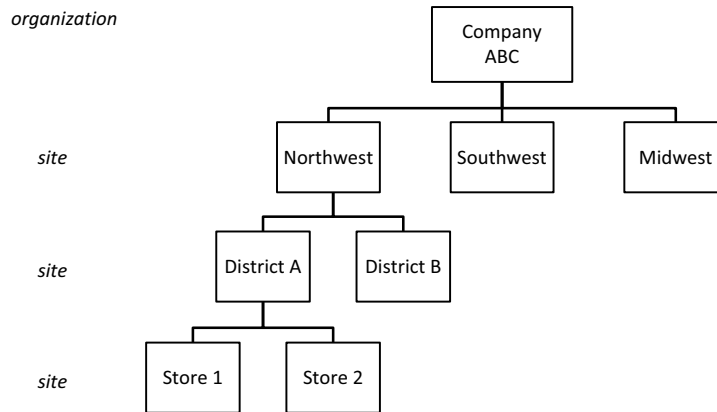 organization
Company
ABC
site
Northwest
Southwest
Midwest
site
District A
District B
site
Store 1
Store 2